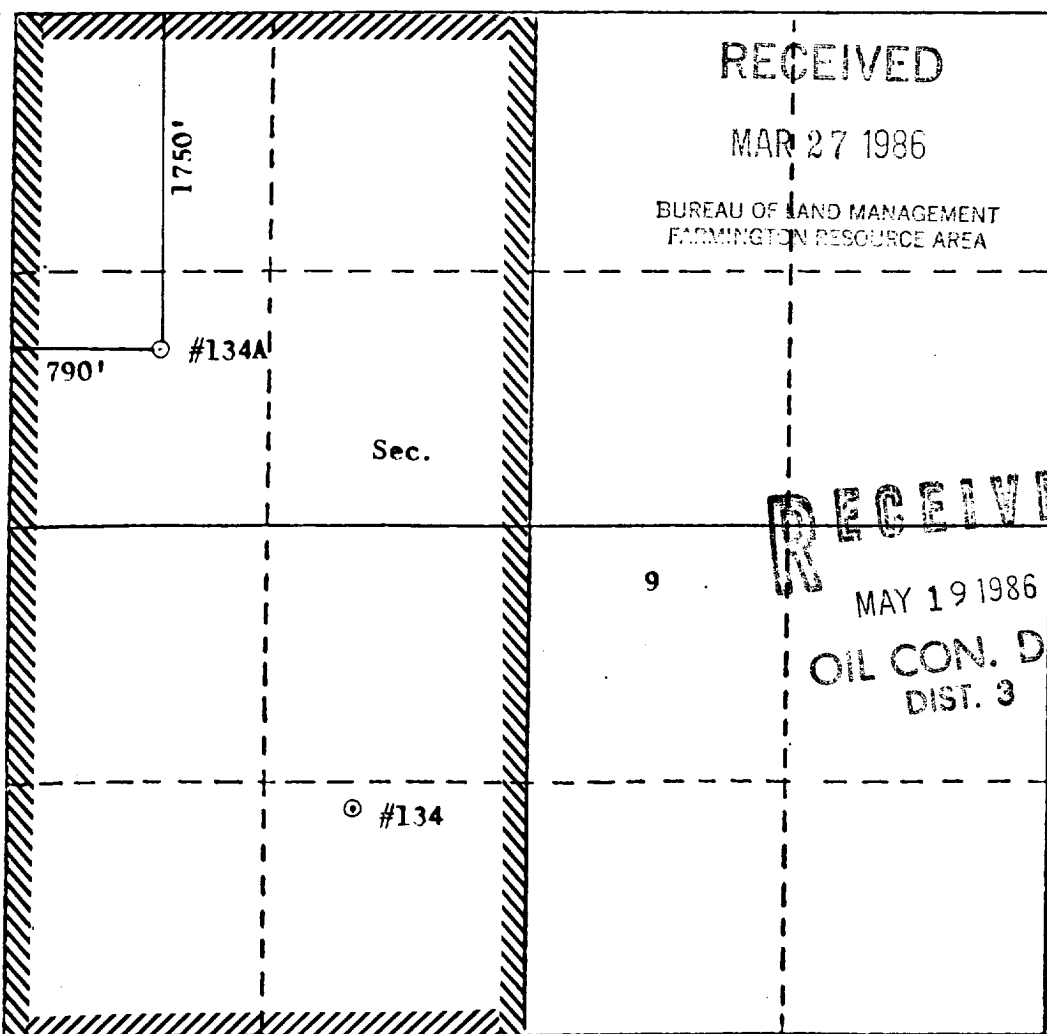 RECEIVED
MAR 27 1986
BUREAU OF LAND MANAGEMENT
FARMINGTON RESOURCE AREA
1750'
790'
#134A
Sec.
9
RECEIVE
MAY 19 1986
OIL CON. D
DIST. 3
#134